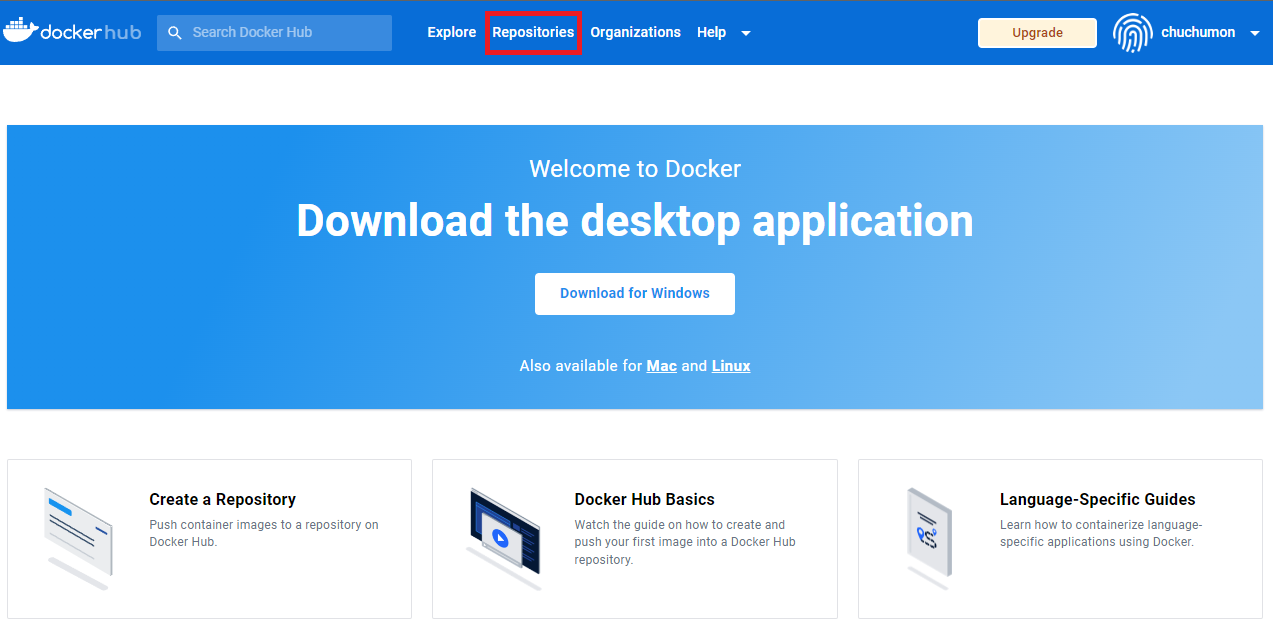 docker hub
Search Docker Hub
Explore
Repositories
Organizations
Help
Upgrade
chuchumon
Welcome to Docker
Download the desktop application
Download for Windows
Also available for Mac and Linux
Create a Repository
Push container images to a repository on
Docker Hub.
Docker Hub Basics
Watch the guide on how to create and
push your first image into a Docker Hub
repository.
Language-Specific Guides
Learn how to containerize language-
specific applications using Docker.